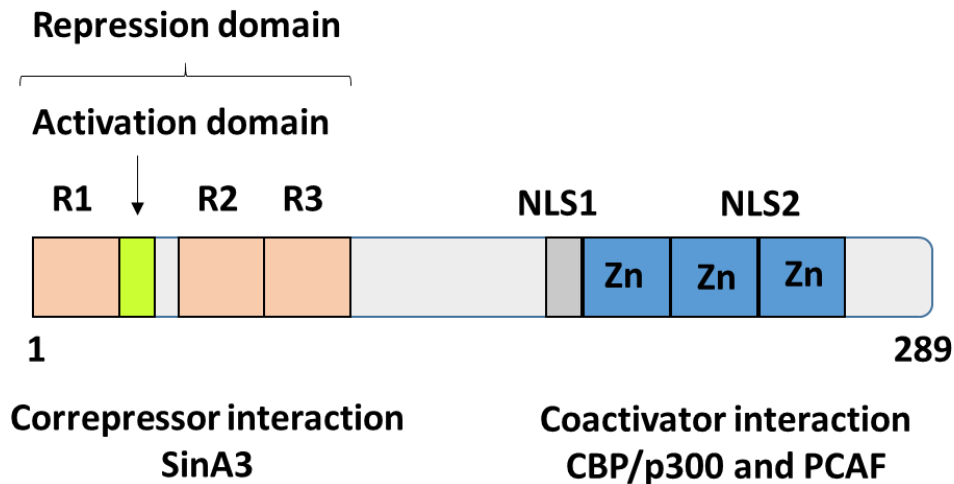 Repression domain
Activation domain
R1 R2 R3 NLS1 NLS2
Zn Zn Zn
1 289
Correpressor interaction Coactivator interaction
SinA3 CBP/p300 and PCAF